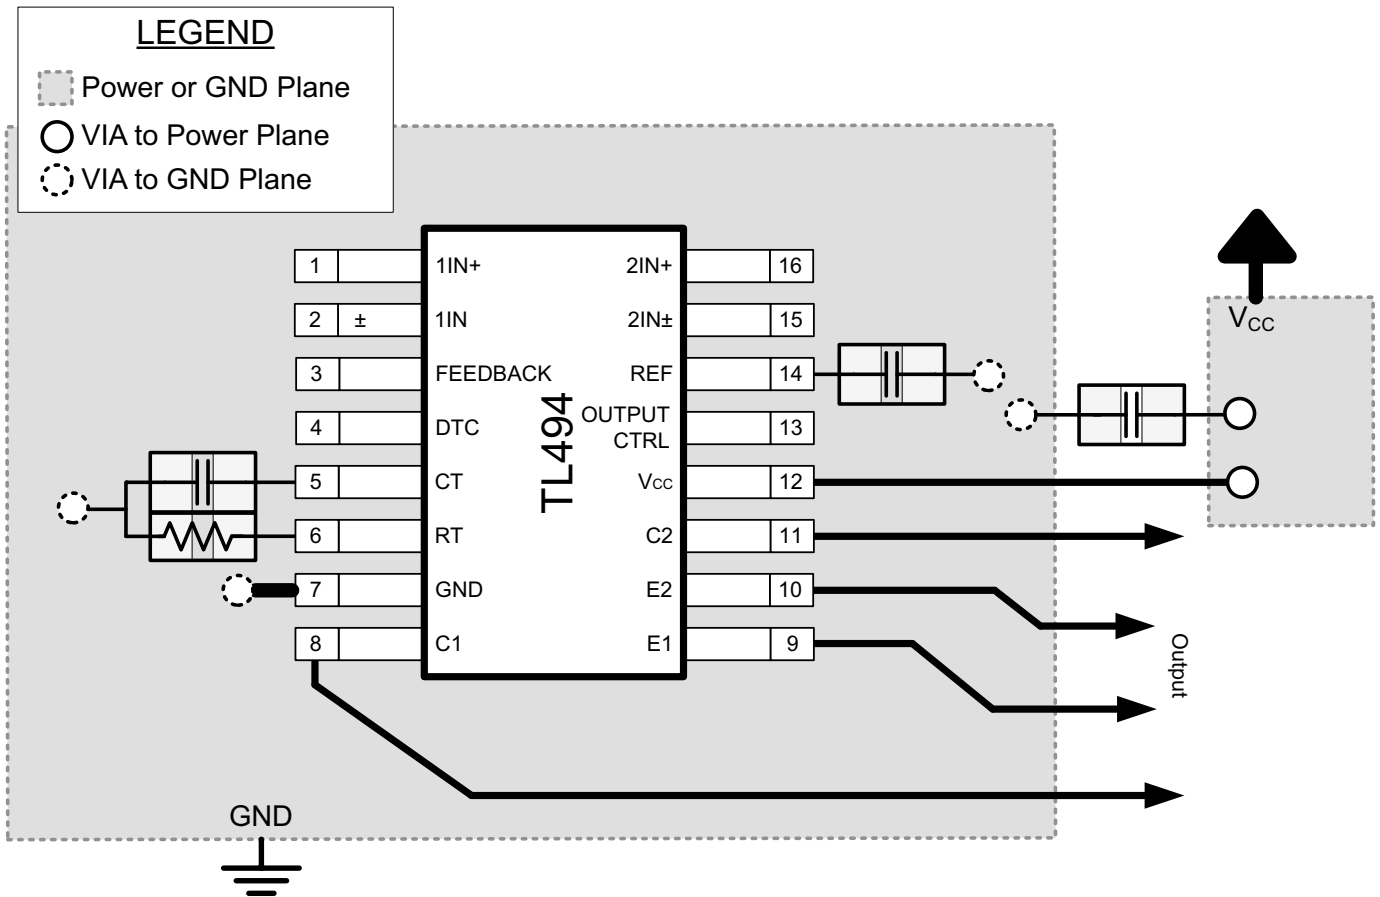 LEGEND
Power or GND Plane
VIA to Power Plane
VIA to GND Plane
1 1IN+ 2IN+ 16
2 ± 1IN 2IN± 15
3 FEEDBACK REF 14
4 DTC OUTPUT CTRL 13
5 CT VCC 12
6 RT C2 11
7 GND E2 10
8 C1 E1 9
TL494
VCC
Output
GND